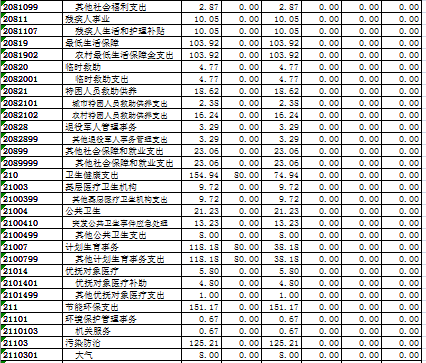 2081099 其他社会福利支出 2.87 0.00 2.87 0.00 0.00 0.00
20811 残疾人事业 10.05 0.00 10.05 0.00 0.00 0.00
2081107 残疾人生活和护理补贴 10.05 0.00 10.05 0.00 0.00 0.00
20819 最低生活保障 103.92 0.00 103.92 0.00 0.00 0.00
2081902 农村最低生活保障金支出 103.92 0.00 103.92 0.00 0.00 0.00
20820 临时救助 4.77 0.00 4.77 0.00 0.00 0.00
2082001 临时救助支出 4.77 0.00 4.77 0.00 0.00 0.00
20821 特困人员救助供养 18.62 0.00 18.62 0.00 0.00 0.00
2082101 城市特困人员救助供养支出 2.38 0.00 2.38 0.00 0.00 0.00
2082102 农村特困人员救助供养支出 16.24 0.00 16.24 0.00 0.00 0.00
20828 退役军人管理事务 3.29 0.00 3.29 0.00 0.00 0.00
2082899 其他退役军人事务管理支出 3.29 0.00 3.29 0.00 0.00 0.00
20899 其他社会保障和就业支出 23.06 0.00 23.06 0.00 0.00 0.00
2089999 其他社会保障和就业支出 23.06 0.00 23.06 0.00 0.00 0.00
210 卫生健康支出 154.94 80.00 74.94 0.00 0.00 0.00
21003 基层医疗卫生机构 9.72 0.00 9.72 0.00 0.00 0.00
2100399 其他基层医疗卫生机构支出 9.72 0.00 9.72 0.00 0.00 0.00
21004 公共卫生 21.23 0.00 21.23 0.00 0.00 0.00
2100410 突发公共卫生事件应急处理 13.23 0.00 13.23 0.00 0.00 0.00
2100499 其他公共卫生支出 8.00 0.00 8.00 0.00 0.00 0.00
21007 计划生育事务 118.18 80.00 38.18 0.00 0.00 0.00
2100799 其他计划生育事务支出 118.18 80.00 38.18 0.00 0.00 0.00
21014 优抚对象医疗 5.80 0.00 5.80 0.00 0.00 0.00
2101401 优抚对象医疗补助 4.80 0.00 4.80 0.00 0.00 0.00
2101499 其他优抚对象医疗支出 1.00 0.00 1.00 0.00 0.00 0.00
211 节能环保支出 151.17 0.00 151.17 0.00 0.00 0.00
21101 环境保护管理事务 0.67 0.00 0.67 0.00 0.00 0.00
2110103 机关服务 0.67 0.00 0.67 0.00 0.00 0.00
21103 污染防治 125.21 0.00 125.21 0.00 0.00 0.00
2110301 大气 8.00 0.00 8.00 0.00 0.00 0.00